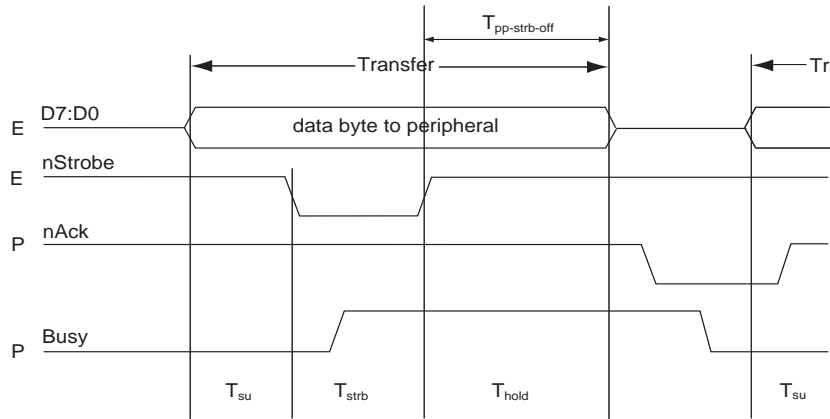 Tpp-strb-off
Transfer
Tr
E D7:D0 data byte to peripheral
E nStrobe
P nAck
P Busy
Tsu Tstrb Thold Tsu